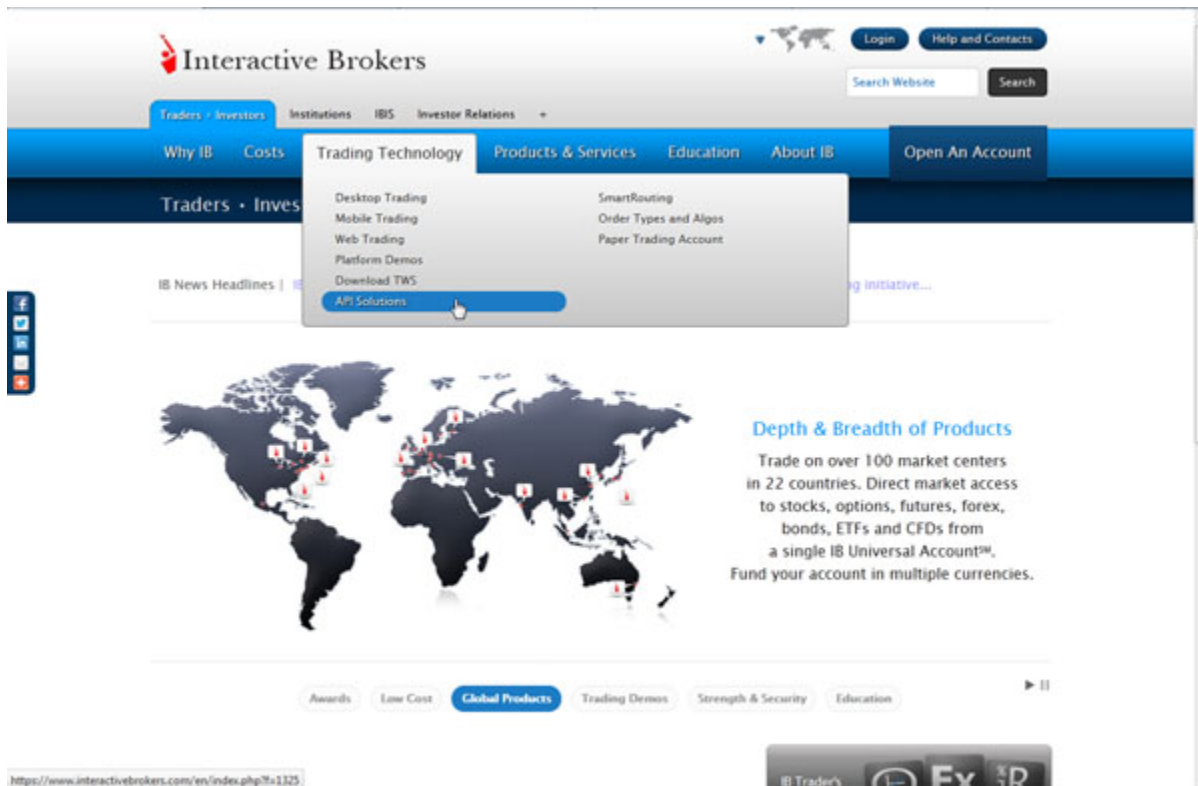 Interactive Brokers
Login
Help and Contacts
Search Website
Search
Traders • Investors
Institutions
IBIS
Investor Relations
+
Why IB
Costs
Trading Technology
Products & Services
Education
About IB
Open An Account
Traders • Inves
Desktop Trading
Mobile Trading
Web Trading
Platform Demos
Download TWS
API Solutions
SmartRouting
Order Types and Algos
Paper Trading Account
IB News Headlines |
initiative...
Depth & Breadth of Products
Trade on over 100 market centers
in 22 countries. Direct market access
to stocks, options, futures, forex,
bonds, ETFs and CFDs from
a single IB Universal Account℠.
Fund your account in multiple currencies.
Awards
Low Cost
Global Products
Trading Demos
Strength & Security
Education
IB Trader's
Ex
R
https://www.interactivebrokers.com/en/index.php?f=1325